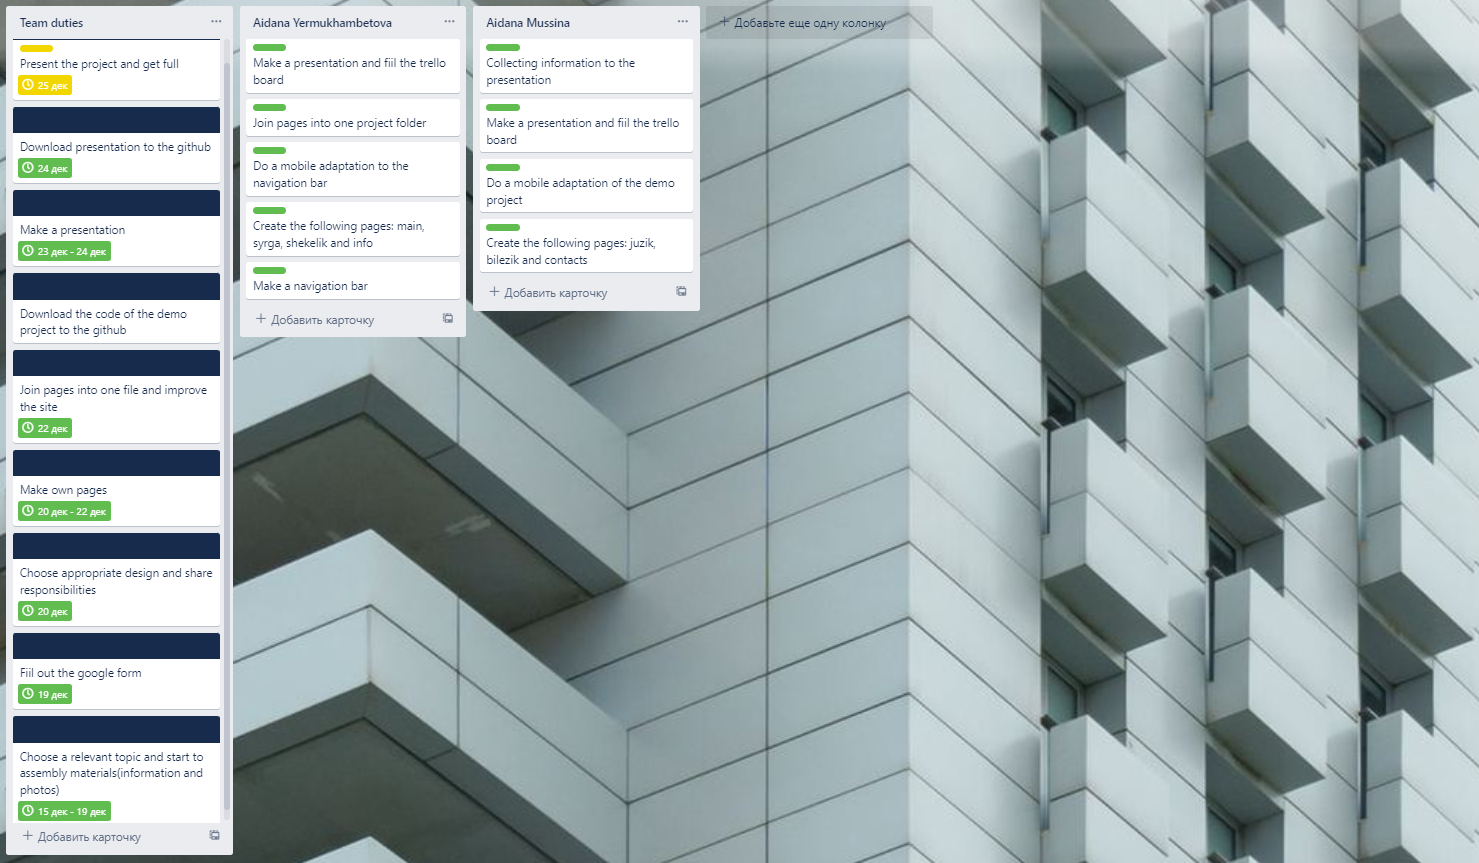 Team duties
Present the project and get full
25 дек
Download presentation to the github
24 дек
Make a presentation
23 дек - 24 дек
Download the code of the demo
project to the github
Join pages into one file and improve
the site
22 дек
Make own pages
20 дек - 22 дек
Choose appropriate design and share
responsibilities
20 дек
Fiil out the google form
19 дек
Choose a relevant topic and start to
assembly materials(information and
photos)
15 дек - 19 дек
+ Добавить карточку
Aidana Yermukhambetova
Make a presentation and fiil the trello
board
Join pages into one project folder
Do a mobile adaptation to the
navigation bar
Create the following pages: main,
syrga, shekelik and info
Make a navigation bar
+ Добавить карточку
Aidana Mussina
Collecting information to the
presentation
Make a presentation and fiil the trello
board
Do a mobile adaptation of the demo
project
Create the following pages: juzik,
bilezik and contacts
+ Добавить карточку
+ Добавьте еще одну колонку